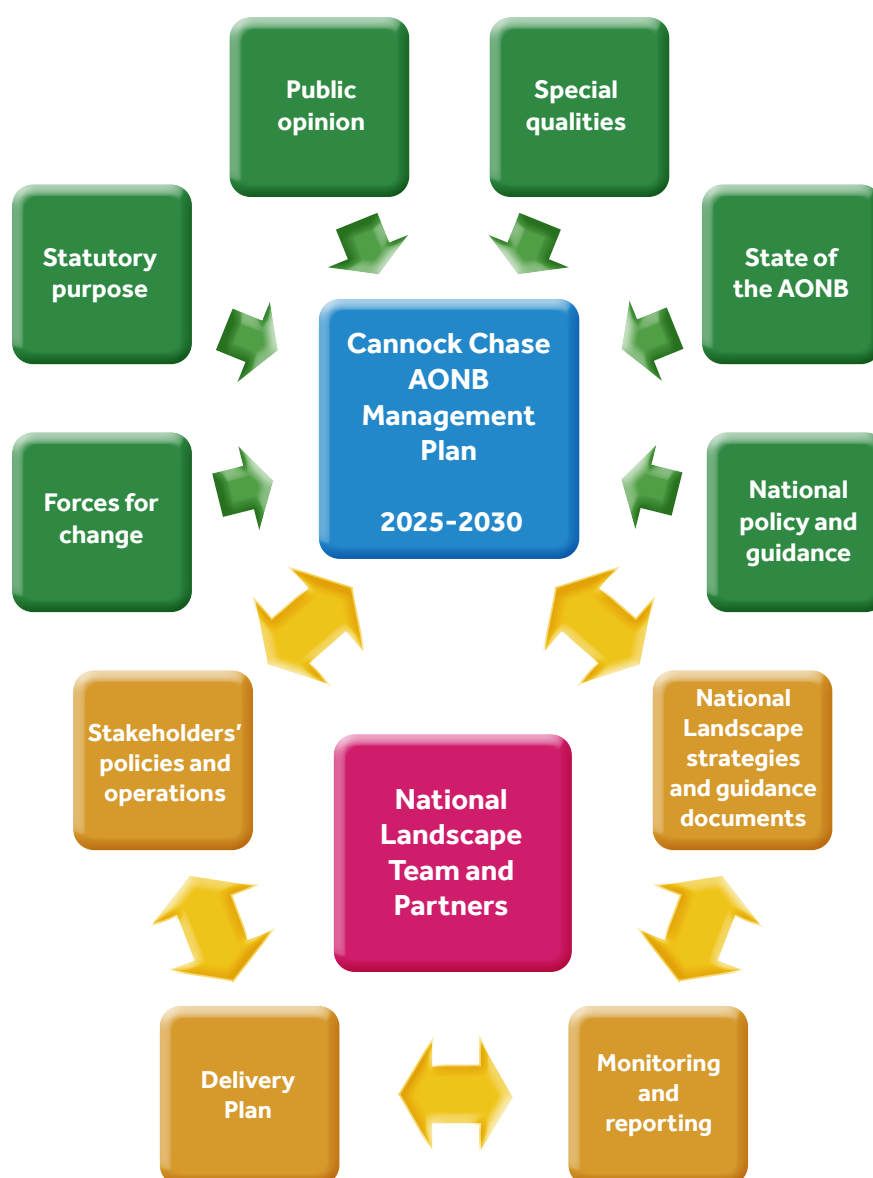 Public
opinion
Special
qualities
Statutory
purpose
State of
the AONB
Cannock Chase
AONB
Management
Plan
2025-2030
Forces for
change
National
policy and
guidance
Stakeholders’
policies and
operations
National
Landscape
strategies
and guidance
documents
National
Landscape
Team and
Partners
Delivery
Plan
Monitoring
and
reporting